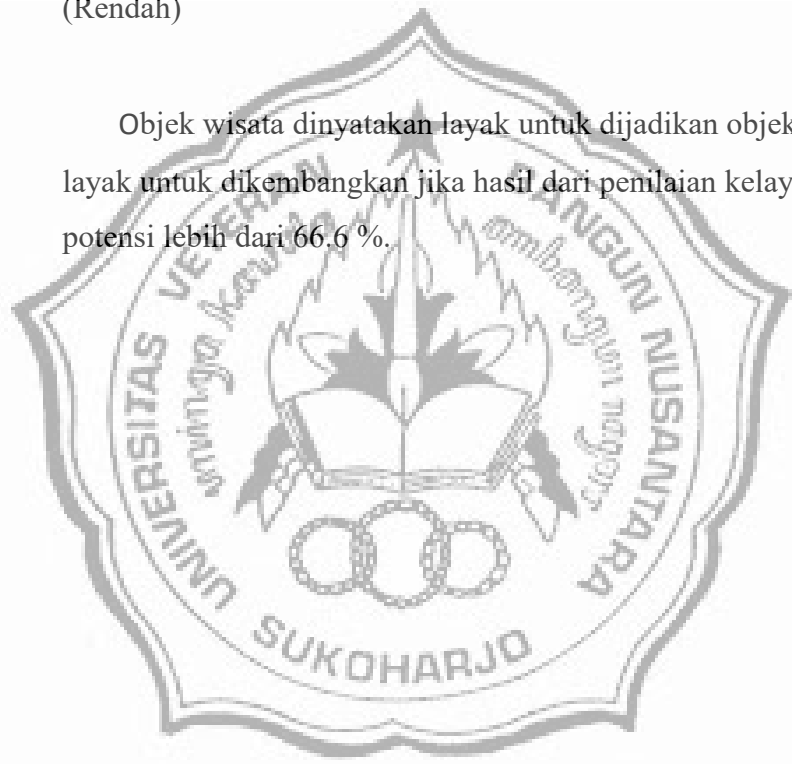 (Rendah)
Objek wisata dinyatakan layak untuk dijadikan objek
layak untuk dikembangkan jika hasil dari penilaian kelay
potensi lebih dari 66.6 %.
UNIVERSITAS VETERAN BANGUN NUSANTARA
SUKOHARJO